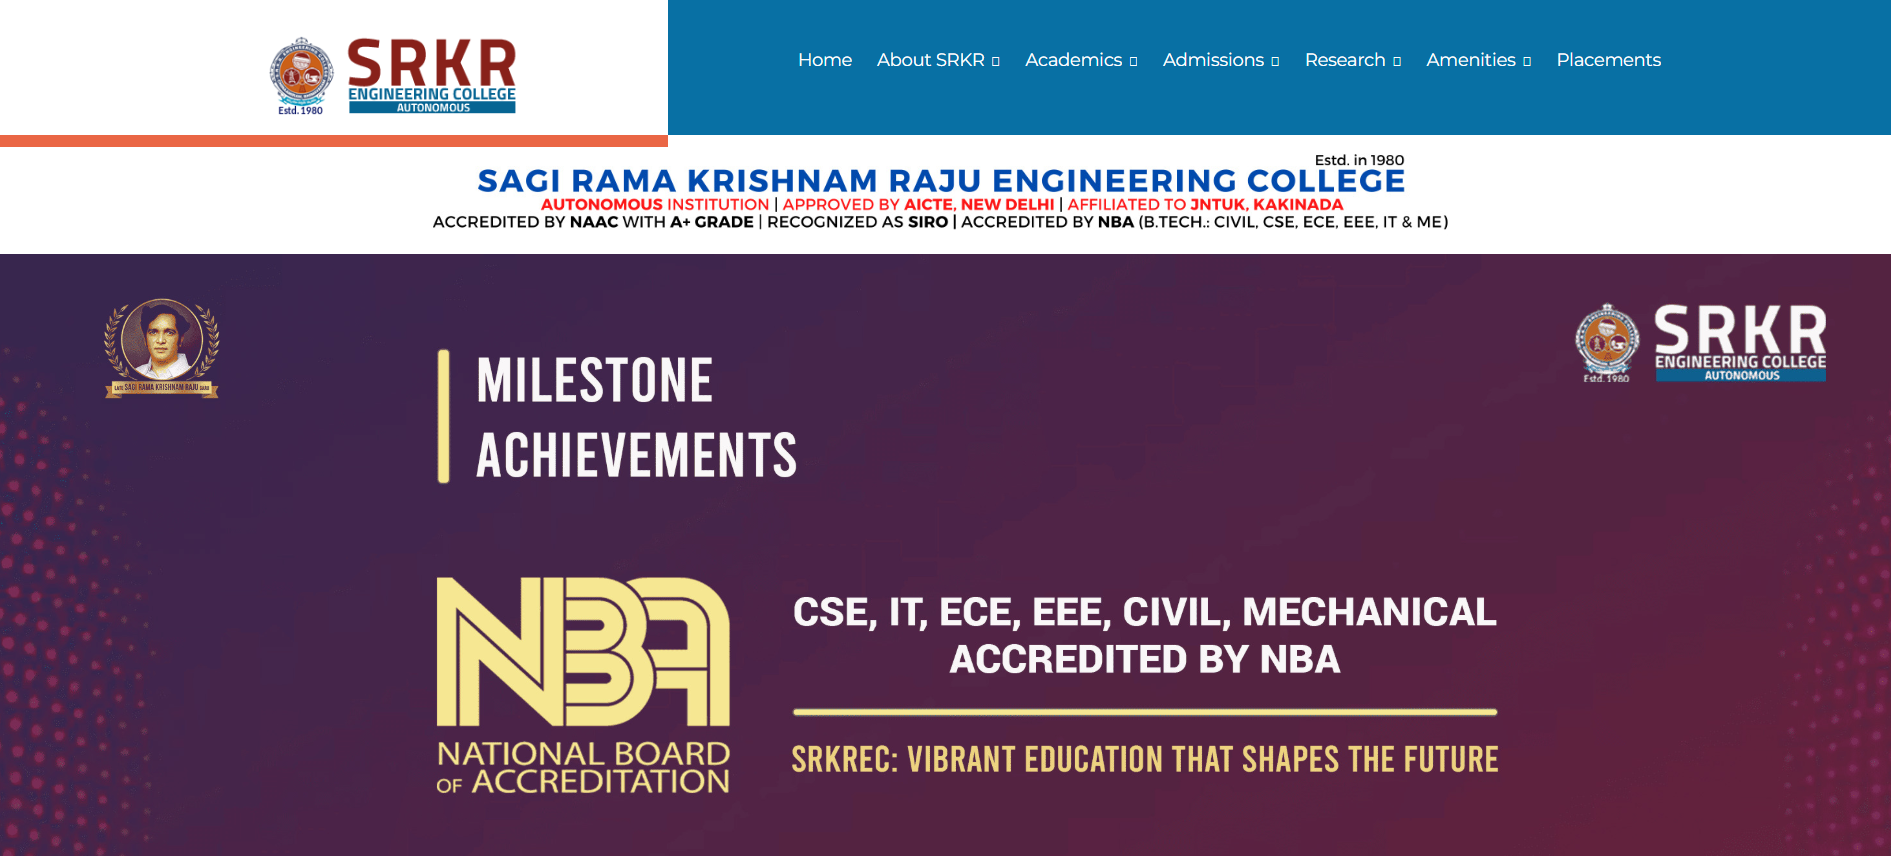 SRKR
ENGINEERING COLLEGE
AUTONOMOUS
Estd. 1980
Home About SRKR Academics Admissions Research Amenities Placements
Estd. in 1980
SAGI RAMA KRISHNAM RAJU ENGINEERING COLLEGE
AUTONOMOUS INSTITUTION | APPROVED BY AICTE, NEW DELHI | AFFILIATED TO JNTUK, KAKINADA
ACCREDITED BY NAAC WITH A+ GRADE | RECOGNIZED AS SIRO | ACCREDITED BY NBA (B.TECH.: CIVIL, CSE, ECE, EEE, IT & ME)
SAGI RAMA KRISHNAM RAJU
SRKR
ENGINEERING COLLEGE
AUTONOMOUS
Estd. 1980
MILESTONE
ACHIEVEMENTS
NBA
NATIONAL BOARD
OF ACCREDITATION
CSE, IT, ECE, EEE, CIVIL, MECHANICAL
ACCREDITED BY NBA
SRKREC: VIBRANT EDUCATION THAT SHAPES THE FUTURE